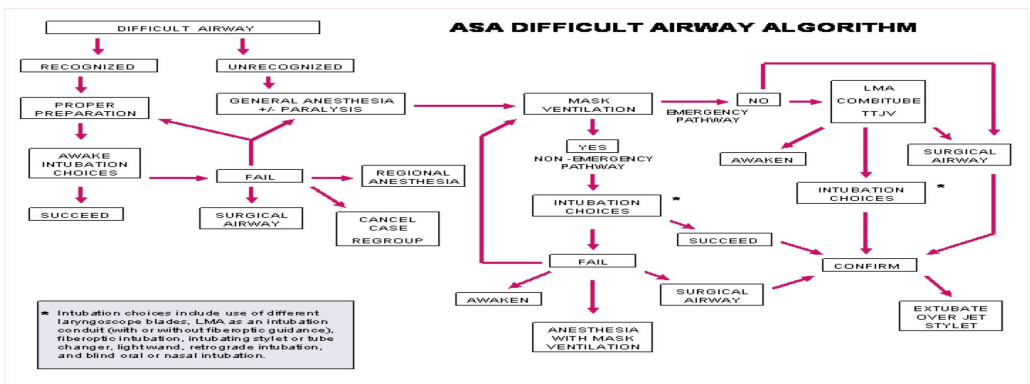 ASA DIFFICULT AIRWAY ALGORITHM
DIFFICULT AIRWAY
RECOGNIZED
UNRECOGNIZED
PROPER
PREPARATION
GENERAL ANESTHESIA
+/- PARALYSIS
AWAKE
INTUBATION
CHOICES
FAIL
REGIONAL
ANESTHESIA
SUCCEED
SURGICAL
AIRWAY
CANCEL
CASE
REGROUP
MASK
VENTILATION
NO
EMERGENCY
PATHWAY
LMA
COMBITUBE
TTJV
YES
NON-EMERGENCY
PATHWAY
AWAKEN
SURGICAL
AIRWAY
INTUBATION
CHOICES
*
INTUBATION
CHOICES
*
SUCCEED
FAIL
CONFIRM
AWAKEN
SURGICAL
AIRWAY
ANESTHESIA
WITH MASK
VENTILATION
EXTUBATE
OVER JET
STYLET
* Intubation choices include use of different
laryngoscope blades, LMA as an intubation
conduit (with or without fiberoptic guidance),
fiberoptic intubation, intubating stylet or tube
changer, light wand, retrograde intubation,
and blind oral or nasal intubation.